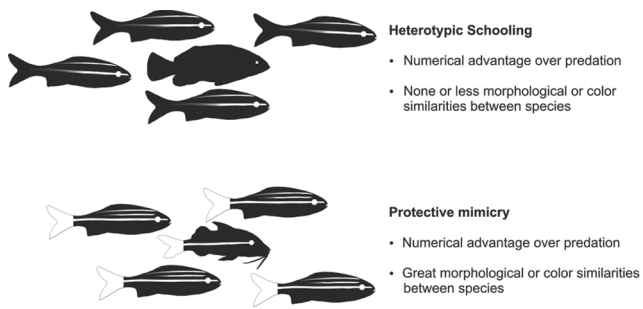 Heterotypic Schooling
• Numerical advantage over predation
• None or less morphological or color
similarities between species
Protective mimicry
• Numerical advantage over predation
• Great morphological or color similarities
between species